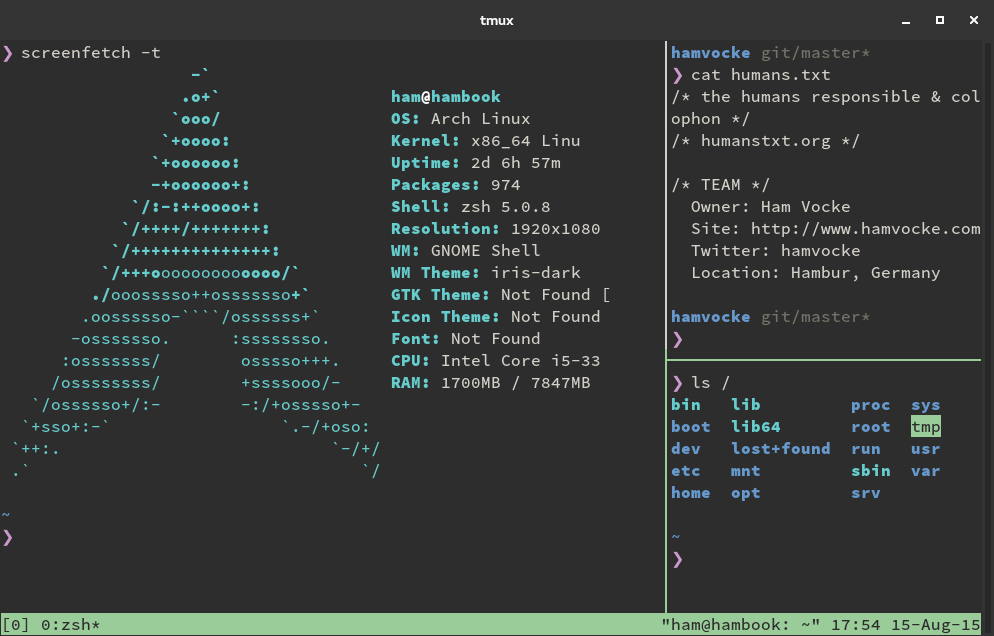 tmux
❯ screenfetch -t
-`
.o+`
`ooo/
`+oooo:
`+oooooo:
-+oooooo+:
`/:-:++oooo+:
`/++++/+++++++:
`/++++++++++++++:
`/+++ooooooooooooo/`
./ooosssso++osssssso+`
.oossssso-````/ossssss+`
-osssssso. :ssssssso.
:osssssss/ osssso+++.
/ossssssss/ +ssssooo/-
`/ossssso+/:- -:/+osssso+-
`+sso+:-` `.-/+oso:
`++:. `-/+/
.` `/
ham@hambook
OS: Arch Linux
Kernel: x86_64 Linu
Uptime: 2d 6h 57m
Packages: 974
Shell: zsh 5.0.8
Resolution: 1920x1080
WM: GNOME Shell
WM Theme: iris-dark
GTK Theme: Not Found [
Icon Theme: Not Found
Font: Not Found
CPU: Intel Core i5-33
RAM: 1700MB / 7847MB
~
❯
hamvocke git/master*
❯ cat humans.txt
/* the humans responsible & col
ophon */
/* humanstxt.org */
/* TEAM */
Owner: Ham Vocke
Site: http://www.hamvocke.com
Twitter: hamvocke
Location: Hambur, Germany
hamvocke git/master*
❯
❯ ls /
bin lib proc sys
boot lib64 root tmp
dev lost+found run usr
etc mnt sbin var
home opt srv
~
❯
[0] 0:zsh* "ham@hambook: ~" 17:54 15-Aug-15